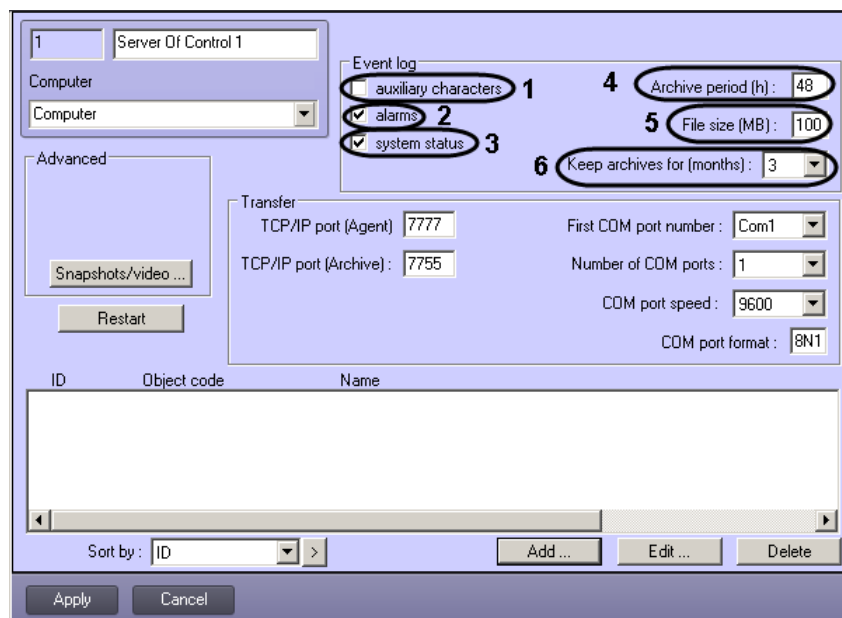 1
Server Of Control 1
Computer
Computer
Event log
auxiliary characters 1
alarms 2
system status 3
4 Archive period (h) : 48
5 File size (MB) : 100
6 Keep archives for (months) : 3
Advanced
Snapshots/video ...
Restart
Transfer
TCP/IP port (Agent) 7777
TCP/IP port (Archive) : 7755
First COM port number : Com1
Number of COM ports : 1
COM port speed : 9600
COM port format : 8N1
ID Object code Name
Sort by : ID >
Add ... Edit ... Delete
Apply Cancel